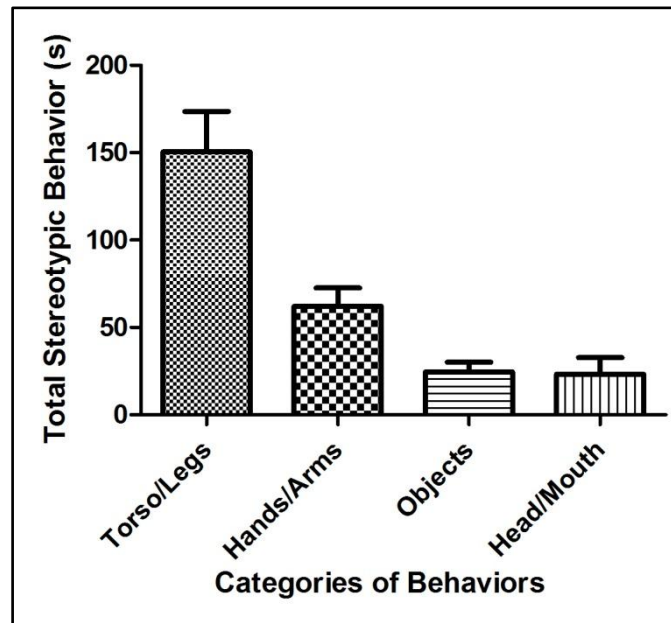 Total Stereotypic Behavior (s)
200
150
100
50
0
Torso/Legs
Hands/Arms
Objects
Head/Mouth
Categories of Behaviors